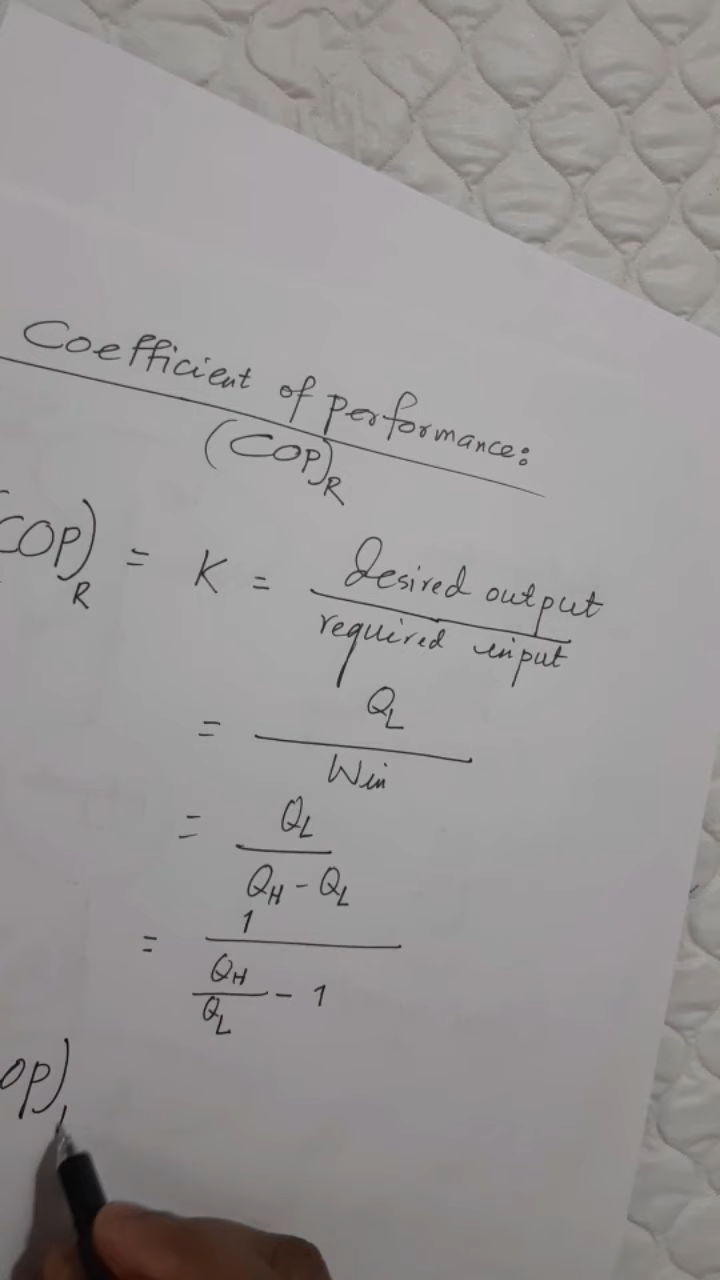 Coefficient of performance:
(COP)R
COP)R = K = desired output / required input
= QL / Win
= QL / QH - QL
= 1 / QH/QL - 1
OP)